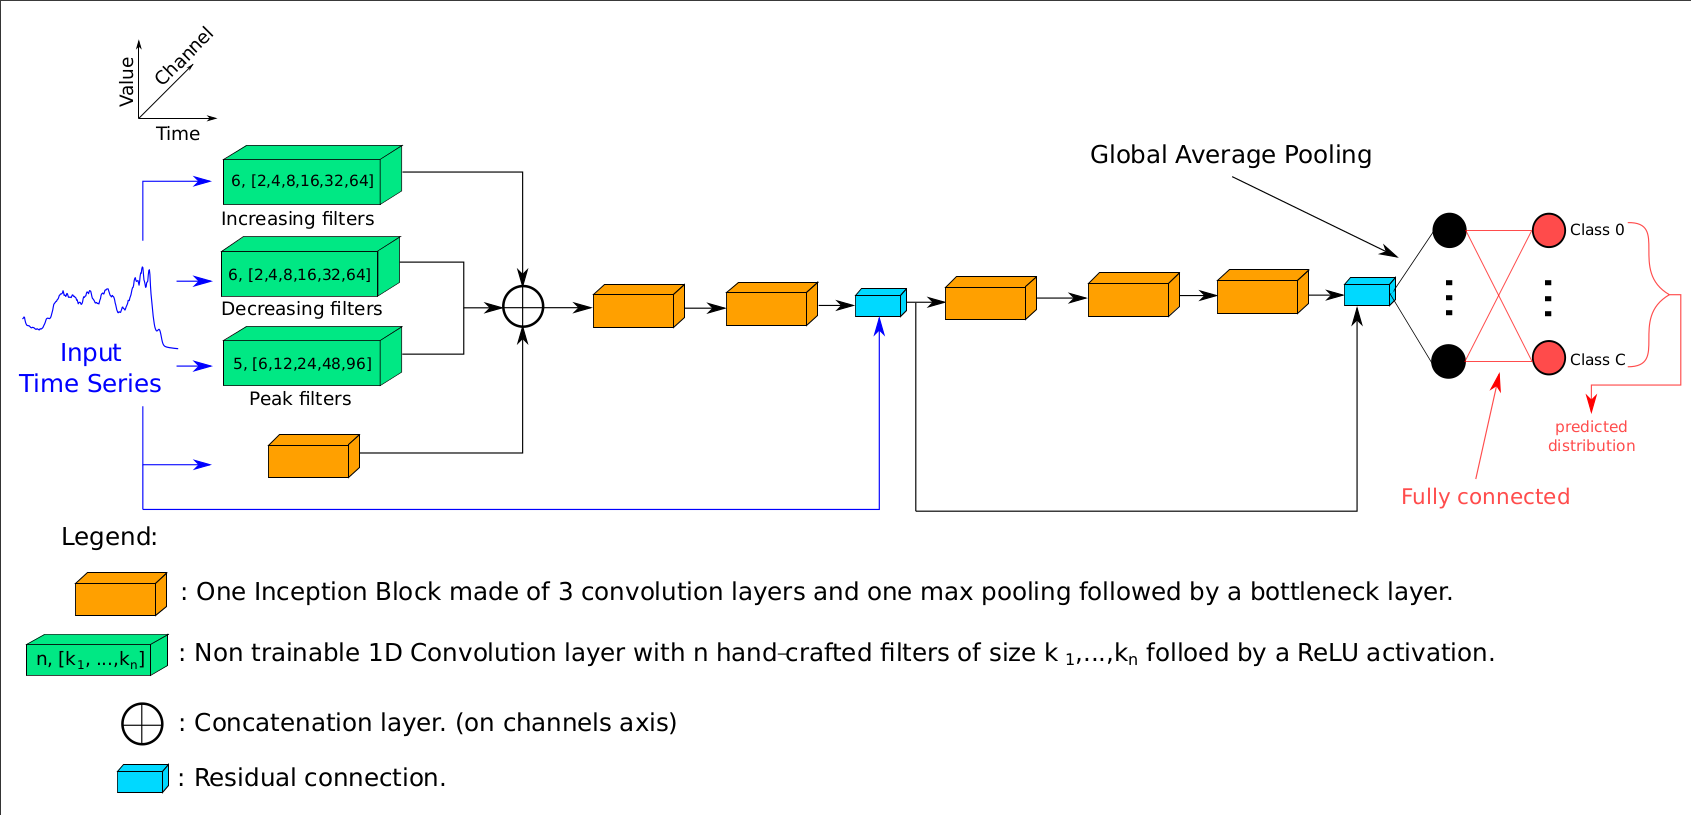 Value
Channel
Time
6, [2,4,8,16,32,64]
Increasing filters
6, [2,4,8,16,32,64]
Decreasing filters
5, [6,12,24,48,96]
Peak filters
Input
Time Series
Global Average Pooling
Class 0
Class C
predicted
distribution
Fully connected
Legend:
: One Inception Block made of 3 convolution layers and one max pooling followed by a bottleneck layer.
n, [k1, ...,kn]
: Non trainable 1D Convolution layer with n hand-crafted filters of size k 1,...,kn folloed by a ReLU activation.
: Concatenation layer. (on channels axis)
: Residual connection.